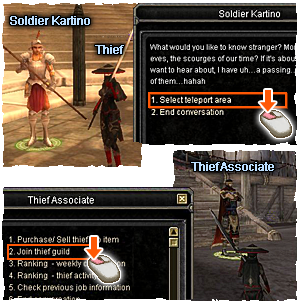 Soldier Kartino
Thief
Soldier Kartino
What would you like to know stranger? Mo
eves, the scourges of our time? If it's abou
want to hear about, I have uh...a passing.
of them...hahah
1. Select teleport area
2. End conversation
Thief Associate
Thief Associate
1. Purchase/ Sell thief item
2. Join thief guild
3. Ranking - weekly
4. Ranking - thief activi
5. Check previous job information